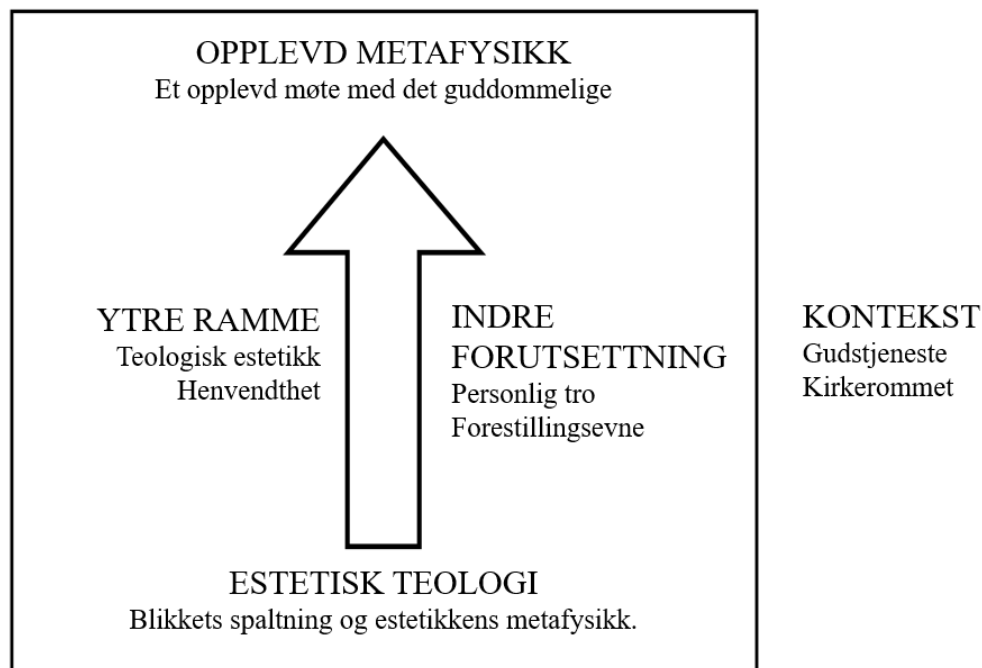 OPPLEVD METAFYSIKK
Et opplevd møte med det guddommelige
YTRE RAMME
Teologisk estetikk
Henvendthet
INDRE
FORUTSETTNING
Personlig tro
Forestillingsevne
KONTEKST
Gudstjeneste
Kirkerommet
ESTETISK TEOLOGI
Blikkets spaltning og estetikkens metafysikk.